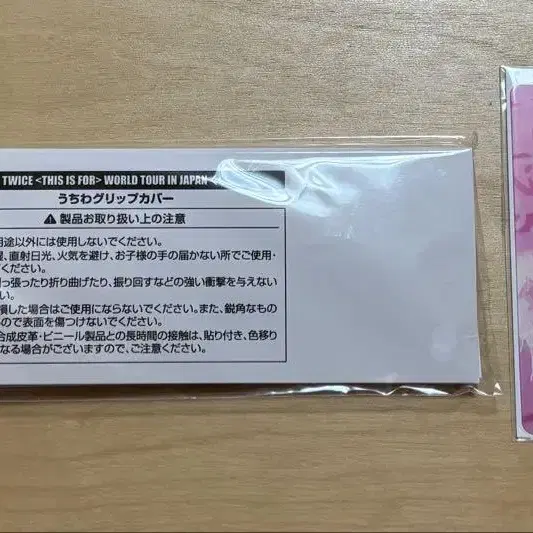 TWICE <THIS IS FOR> WORLD TOUR IN JAPAN <
うちわグリップカバー
⚠ 製品お取り扱い上の注意
用途以外には使用しないでください。
、直射日光、火気を避け、お子様の手の届かない所でご使用・
ください。
っ張ったり折り曲げたり、振り回すなどの強い衝撃を与えない
い。
損した場合はご使用にならないでください。また、鋭角なもの
ので表面を傷つけないでください。
合成皮革・ビニール製品との長時間の接触は、貼り付き、色移り
なる場合がございますので、ご注意ください。